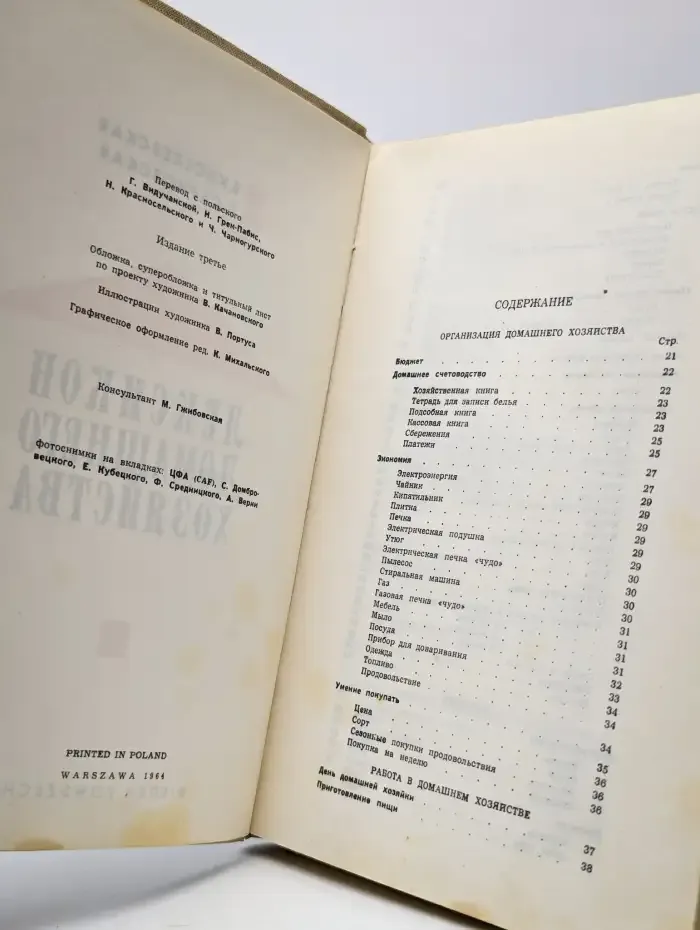 Перевод с польского
Г. Видучанской, Н. Грен-Пабис,
Н. Красносельского и Ч. Чарногурского
Издание третье
Обложка, суперобложка и титульный лист
по проекту художника В. Качановского
Иллюстрации художника В. Портуса
Графическое оформление ред. К. Михальского
Консультант М. Гжибовская
фотоснимки на вкладках: ЦФА (CAF), С. Домбро-
вецкого, Е. Кубецкого, Ф. Средницкого, А. Верни
PRINTED IN POLAND
WARSZAWA 1964
СОДЕРЖАНИЕ
ОРГАНИЗАЦИЯ ДОМАШНЕГО ХОЗЯЙСТВА
Стр.
Бюджет 21
Домашнее счетоводство 22
Хозяйственная книга 22
Тетрадь для записи белья 23
Подсобная книга 23
Кассовая книга 23
Сбережения 25
Платежи 25
Экономия 27
Электроэнергия 27
Чайник 29
Кипятильник 29
Плитка 29
Печка 29
Электрическая подушка 29
Утюг 29
Электрическая печка «чудо» 29
Пылесос 30
Стиральная машина 30
Газ 30
Газовая печка «чудо» 30
Мебель 31
Мыло 31
Посуда 31
Прибор для доваривания 31
Одежда 32
Топливо 33
Продовольствие 34
Умение покупать 34
Цена 34
Сорт 35
Сезонные покупки продовольствия 36
Покупка на неделю 36
РАБОТА В ДОМАШНЕМ ХОЗЯЙСТВЕ 36
День домашней хозяйки 37
Приготовление пищи 38